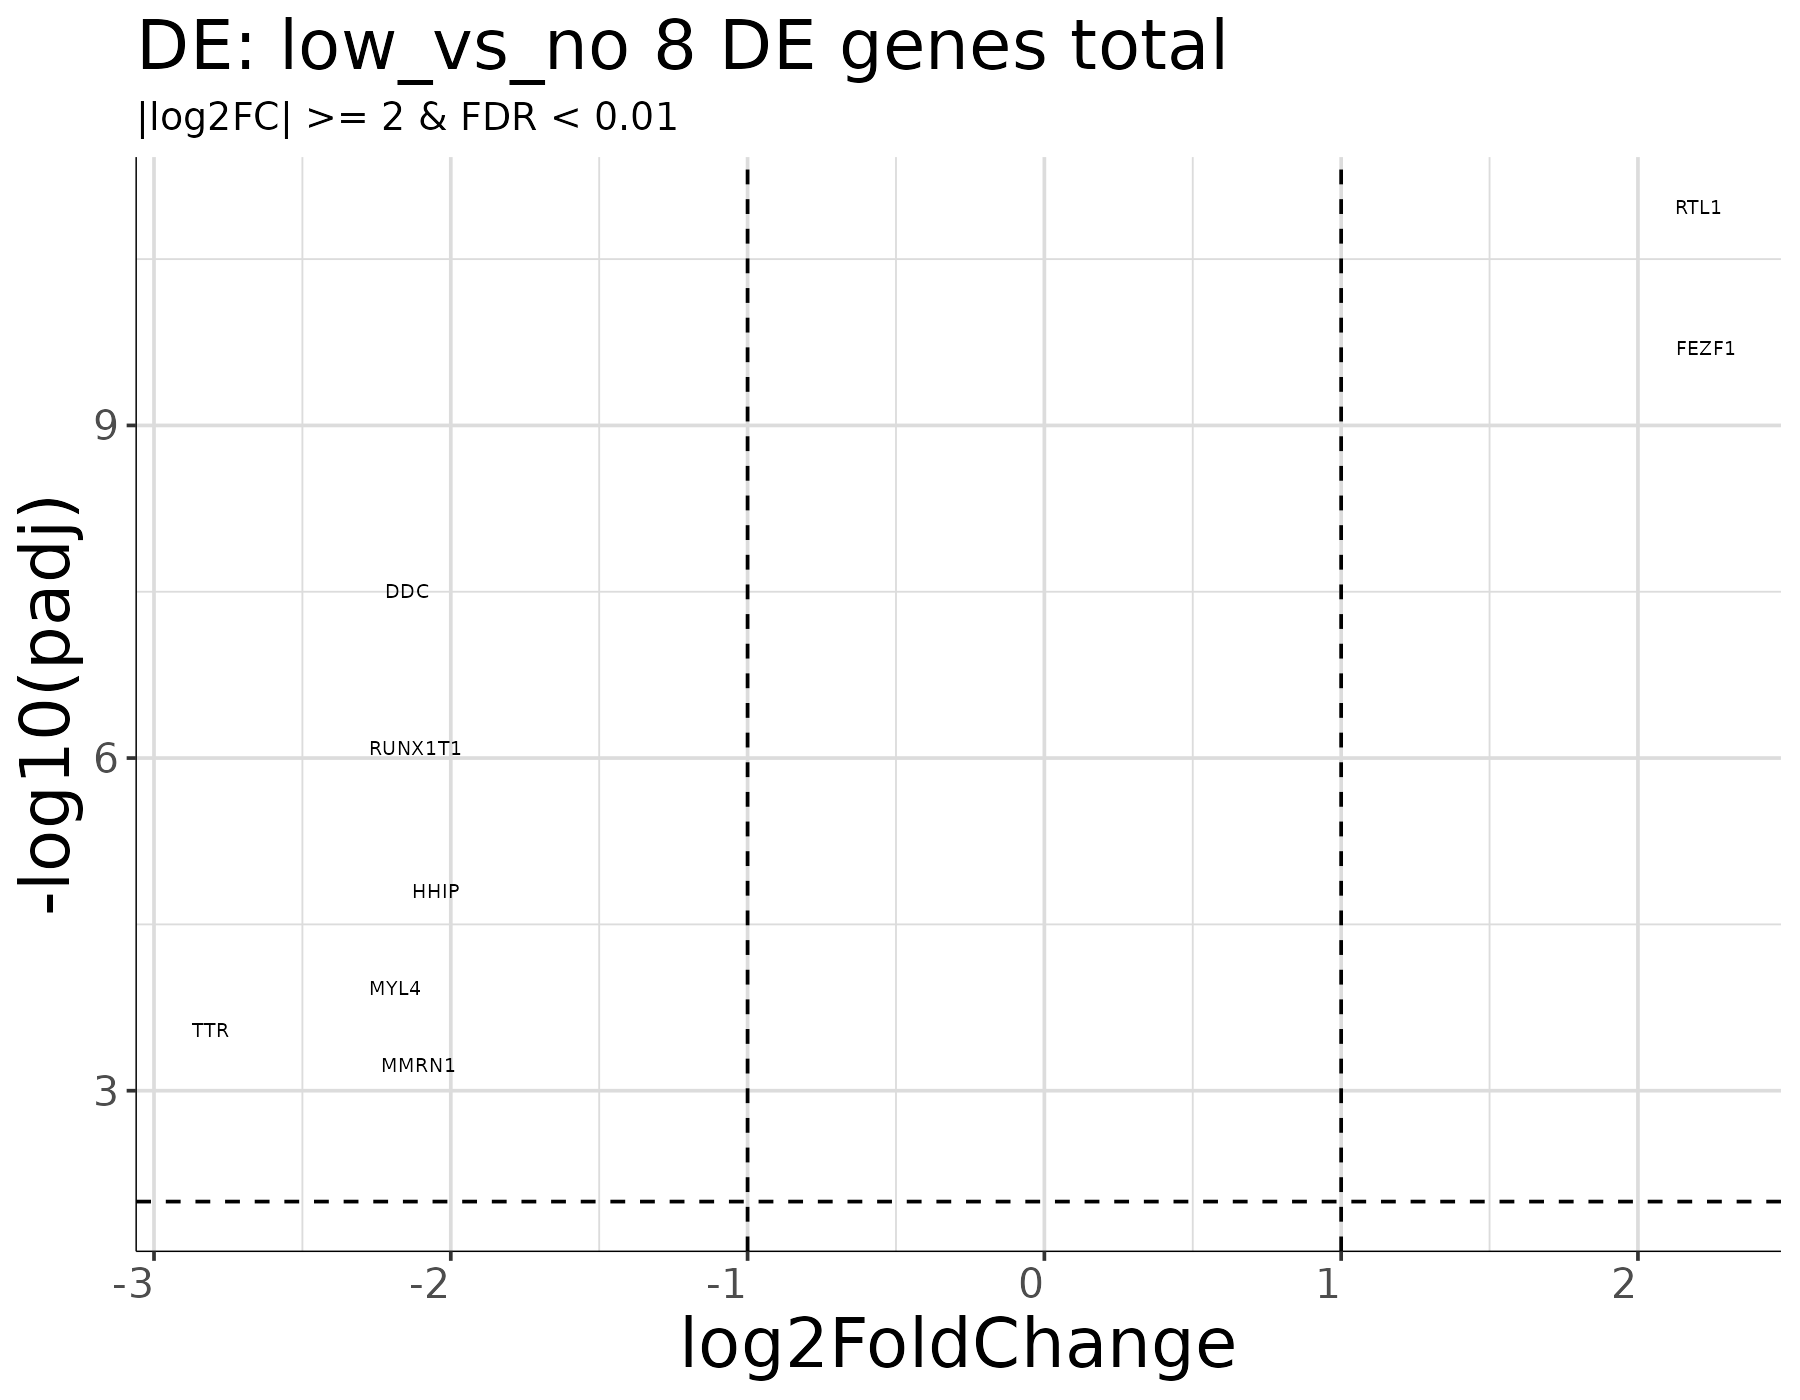 DE: low_vs_no 8 DE genes total
|log2FC| >= 2 & FDR < 0.01
RTL1
FEZF1
9
DDC
RUNX1T1
6
HHIP
MYL4
TTR
MMRN1
3
-log10(padj)
-3 -2 -1 0 1 2
log2FoldChange